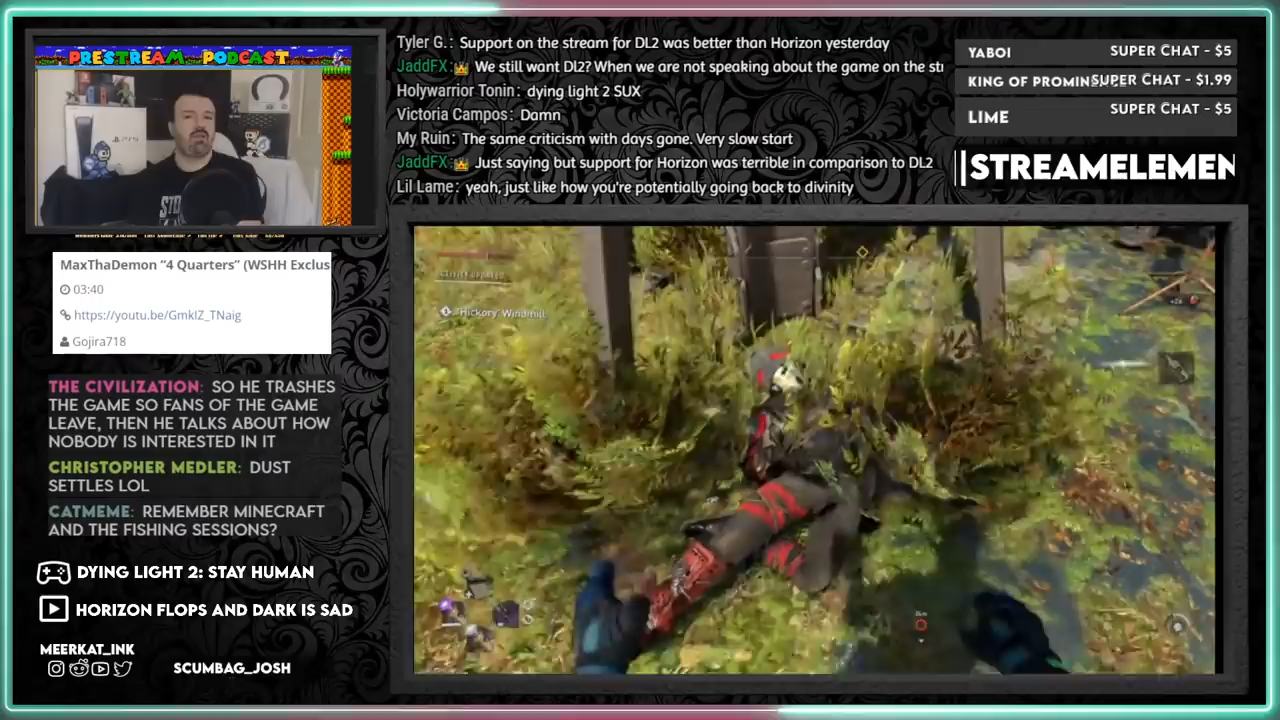 PRESTREAM PODCAST
Tyler G.: Support on the stream for DL2 was better than Horizon yesterday
JaddFX: We still want Dl2? When we are not speaking about the game on the str
Holywarrior Tonin: dying light 2 SUX
Victoria Campos: Damn
My Ruin: The same criticism with days gone. Very slow start
JaddFX: Just saying but support for Horizon was terrible in comparison to DL2
Lil Lame: yeah, just like how you're potentially going back to divinity
YABOI SUPER CHAT - $5
KING OF PROMIN SUPER CHAT - $1.99
LIME SUPER CHAT - $5
STREAMELEMEN
MaxThaDemon “4 Quarters” (WSHH Exclus
03:40
https://youtu.be/GmkIZ_TNaig
Gojira718
THE CIVILIZATION: SO HE TRASHES
THE GAME SO FANS OF THE GAME
LEAVE, THEN HE TALKS ABOUT HOW
NOBODY IS INTERESTED IN IT
CHRISTOPHER MEDLER: DUST
SETTLES LOL
CATMEME: REMEMBER MINECRAFT
AND THE FISHING SESSIONS?
DYING LIGHT 2: STAY HUMAN
HORIZON FLOPS AND DARK IS SAD
MEERKAT_INK
SCUMBAG_JOSH
"Hickory" Windmill